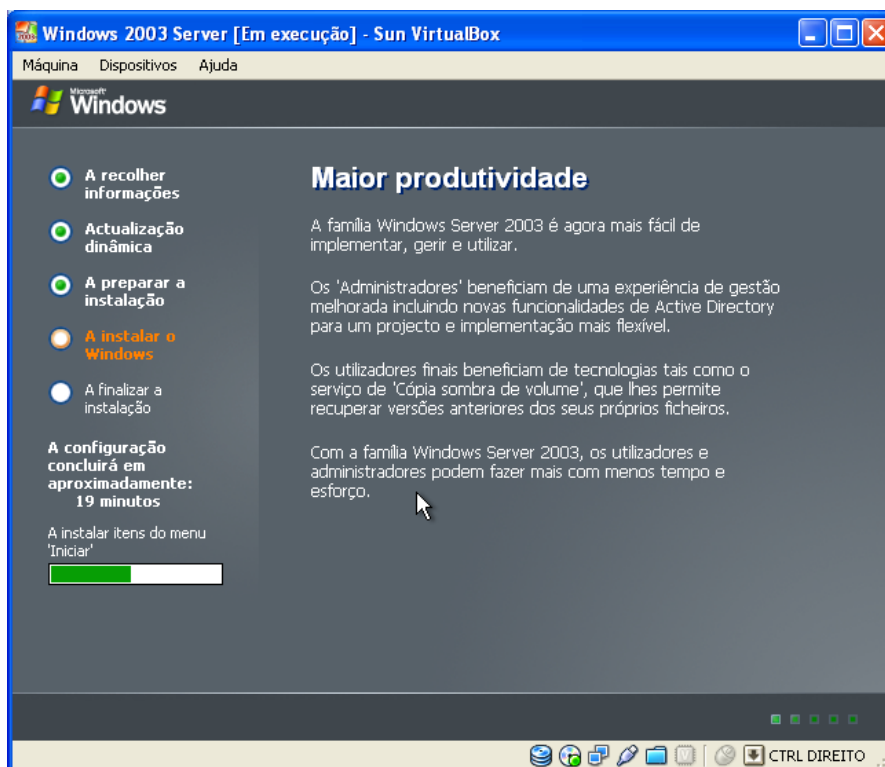 Windows 2003 Server [Em execução] - Sun VirtualBox
Máquina Dispositivos Ajuda
Microsoft
Windows
A recolher
informações
Actualização
dinâmica
A preparar a
instalação
A instalar o
Windows
A finalizar a
instalação
A configuração
concluirá em
aproximadamente:
19 minutos
A instalar itens do menu
'Iniciar'
Maior produtividade
A família Windows Server 2003 é agora mais fácil de
implementar, gerir e utilizar.
Os 'Administradores' beneficiam de uma experiência de gestão
melhorada incluindo novas funcionalidades de Active Directory
para um projecto e implementação mais flexível.
Os utilizadores finais beneficiam de tecnologias tais como o
serviço de 'Cópia sombra de volume', que lhes permite
recuperar versões anteriores dos seus próprios ficheiros.
Com a família Windows Server 2003, os utilizadores e
administradores podem fazer mais com menos tempo e
esforço.
CTRL DIREITO